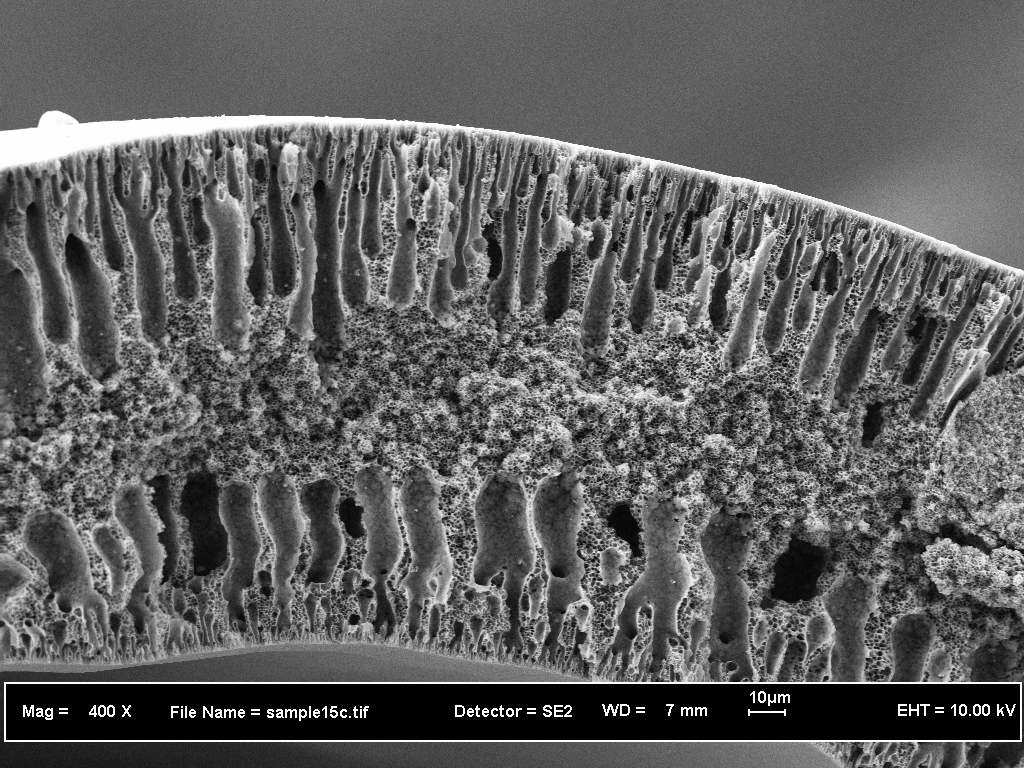 10µm
Mag = 400 X File Name = sample15c.tif Detector = SE2 WD = 7 mm EHT = 10.00 kV